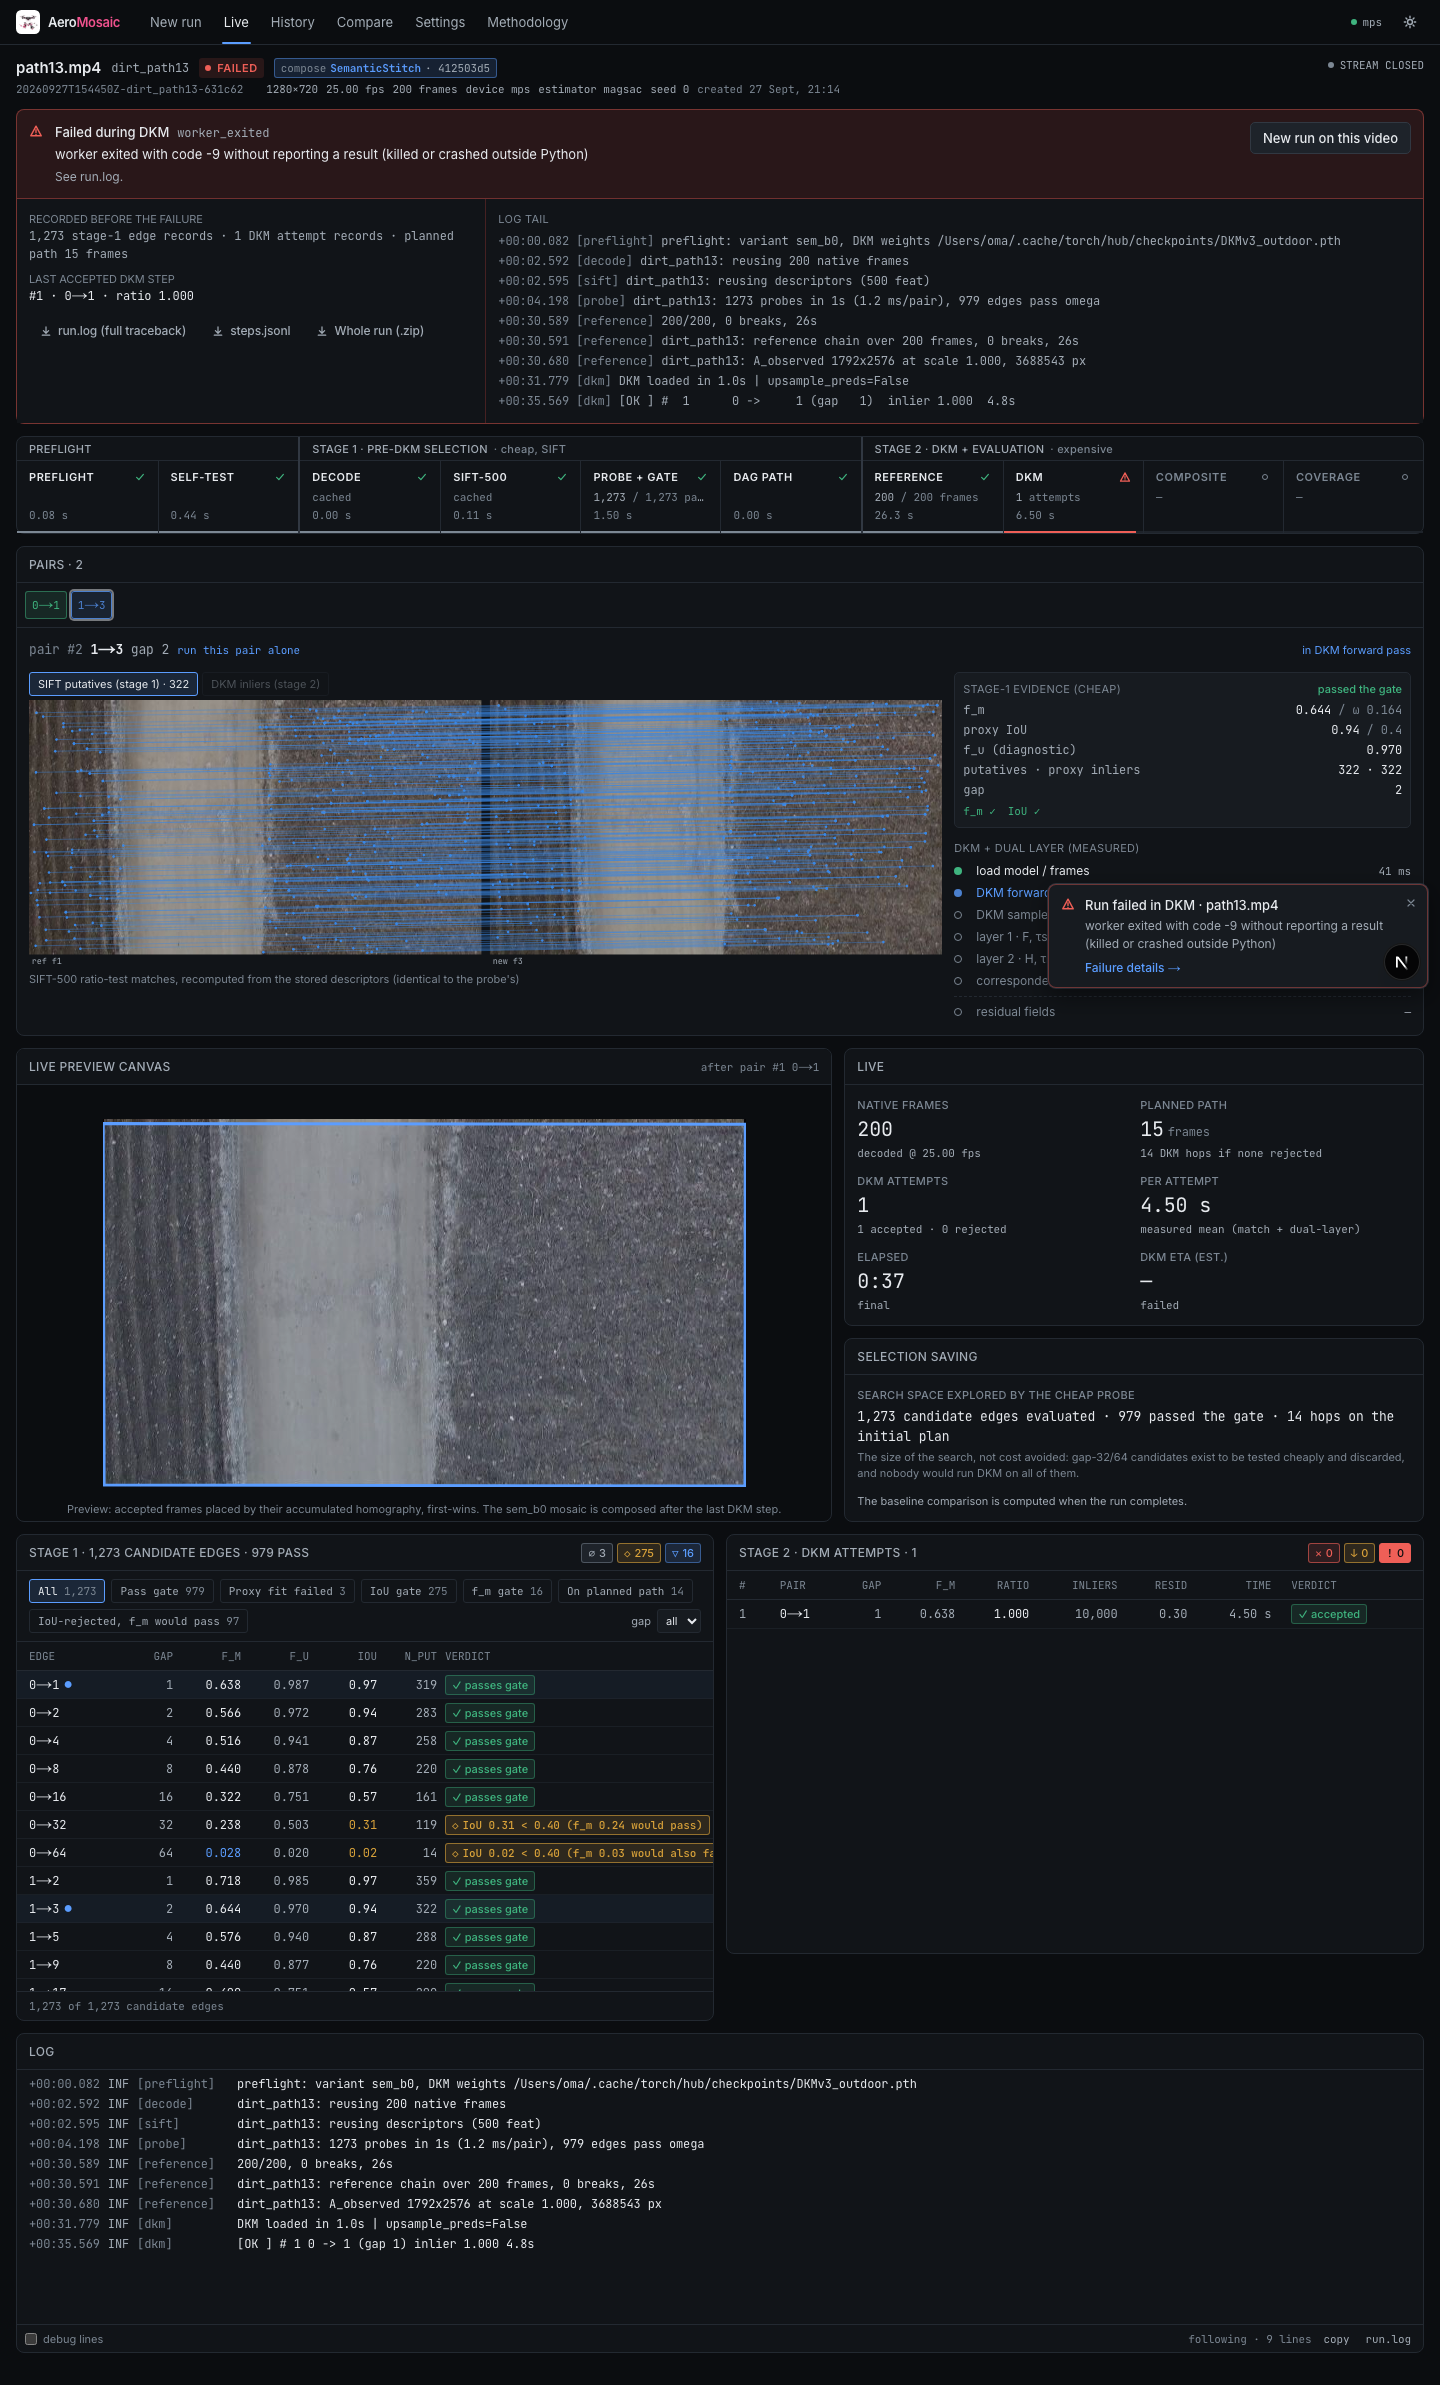 AeroMosaic New run Live History Compare Settings Methodology mps
path13.mp4 dirt_path13 FAILED compose SemanticStitch · 412503d5 STREAM CLOSED
20260927T154450Z-dirt_path13-631c62 1280×720 25.00 fps 200 frames device mps estimator magsac seed 0 created 27 Sept, 21:14
Failed during DKM worker_exited
worker exited with code -9 without reporting a result (killed or crashed outside Python)
See run.log.
New run on this video
RECORDED BEFORE THE FAILURE
1,273 stage-1 edge records · 1 DKM attempt records · planned
path 15 frames
LAST ACCEPTED DKM STEP
#1 · 0→1 · ratio 1.000
run.log (full traceback) steps.jsonl Whole run (.zip)
LOG TAIL
+00:00.082 [preflight] preflight: variant sem_b0, DKM weights /Users/oma/.cache/torch/hub/checkpoints/DKMv3_outdoor.pth
+00:02.592 [decode] dirt_path13: reusing 200 native frames
+00:02.595 [sift] dirt_path13: reusing descriptors (500 feat)
+00:04.198 [probe] dirt_path13: 1273 probes in 1s (1.2 ms/pair), 979 edges pass omega
+00:30.589 [reference] 200/200, 0 breaks, 26s
+00:30.591 [reference] dirt_path13: reference chain over 200 frames, 0 breaks, 26s
+00:30.680 [reference] dirt_path13: A_observed 1792x2576 at scale 1.000, 3688543 px
+00:31.779 [dkm] DKM loaded in 1.0s | upsample_preds=False
+00:35.569 [dkm] [OK ] # 1 0 -> 1 (gap 1) inlier 1.000 4.8s
PREFLIGHT STAGE 1 · PRE-DKM SELECTION · cheap, SIFT STAGE 2 · DKM + EVALUATION · expensive
PREFLIGHT ✓ SELF-TEST ✓ DECODE ✓ SIFT-500 ✓ PROBE + GATE ✓ DAG PATH ✓ REFERENCE ✓ DKM COMPOSITE COVERAGE
cached cached 1,273 / 1,273 pa… 200 / 200 frames 1 attempts – –
0.08 s 0.44 s 0.00 s 0.11 s 1.50 s 0.00 s 26.3 s 6.50 s
PAIRS · 2
0→1 1→3
pair #2 1→3 gap 2 run this pair alone in DKM forward pass
SIFT putatives (stage 1) · 322 DKM inliers (stage 2)
ref f1 new f3
SIFT-500 ratio-test matches, recomputed from the stored descriptors (identical to the probe's)
STAGE-1 EVIDENCE (CHEAP) passed the gate
f_m 0.644 / ω 0.164
proxy IoU 0.94 / 0.4
f_u (diagnostic) 0.970
putatives · proxy inliers 322 · 322
gap 2
f_m ✓ IoU ✓
DKM + DUAL LAYER (MEASURED)
load model / frames 41 ms
DKM forward
DKM sample
layer 1 · F, τs
layer 2 · H, τ
corresponde
residual fields –
Run failed in DKM · path13.mp4
worker exited with code -9 without reporting a result
(killed or crashed outside Python)
Failure details →
LIVE PREVIEW CANVAS after pair #1 0→1
Preview: accepted frames placed by their accumulated homography, first-wins. The sem_b0 mosaic is composed after the last DKM step.
LIVE
NATIVE FRAMES PLANNED PATH
200 15 frames
decoded @ 25.00 fps 14 DKM hops if none rejected
DKM ATTEMPTS PER ATTEMPT
1 4.50 s
1 accepted · 0 rejected measured mean (match + dual-layer)
ELAPSED DKM ETA (EST.)
0:37 –
final failed
SELECTION SAVING
SEARCH SPACE EXPLORED BY THE CHEAP PROBE
1,273 candidate edges evaluated · 979 passed the gate · 14 hops on the
initial plan
The size of the search, not cost avoided: gap-32/64 candidates exist to be tested cheaply and discarded,
and nobody would run DKM on all of them.
The baseline comparison is computed when the run completes.
STAGE 1 · 1,273 CANDIDATE EDGES · 979 PASS ⌀ 3 ◇ 275 ▽ 16
All 1,273 Pass gate 979 Proxy fit failed 3 IoU gate 275 f_m gate 16 On planned path 14
IoU-rejected, f_m would pass 97 gap all
EDGE GAP F_M F_U IOU N_PUT VERDICT
0→1 1 0.638 0.987 0.97 319 ✓ passes gate
0→2 2 0.566 0.972 0.94 283 ✓ passes gate
0→4 4 0.516 0.941 0.87 258 ✓ passes gate
0→8 8 0.440 0.878 0.76 220 ✓ passes gate
0→16 16 0.322 0.751 0.57 161 ✓ passes gate
0→32 32 0.238 0.503 0.31 119 ◇ IoU 0.31 < 0.40 (f_m 0.24 would pass)
0→64 64 0.028 0.020 0.02 14 ◇ IoU 0.02 < 0.40 (f_m 0.03 would also fa
1→2 1 0.718 0.985 0.97 359 ✓ passes gate
1→3 2 0.644 0.970 0.94 322 ✓ passes gate
1→5 4 0.576 0.940 0.87 288 ✓ passes gate
1→9 8 0.440 0.877 0.76 220 ✓ passes gate
1,273 of 1,273 candidate edges
STAGE 2 · DKM ATTEMPTS · 1 × 0 ↓ 0 ! 0
# PAIR GAP F_M RATIO INLIERS RESID TIME VERDICT
1 0→1 1 0.638 1.000 10,000 0.30 4.50 s ✓ accepted
LOG
+00:00.082 INF [preflight] preflight: variant sem_b0, DKM weights /Users/oma/.cache/torch/hub/checkpoints/DKMv3_outdoor.pth
+00:02.592 INF [decode] dirt_path13: reusing 200 native frames
+00:02.595 INF [sift] dirt_path13: reusing descriptors (500 feat)
+00:04.198 INF [probe] dirt_path13: 1273 probes in 1s (1.2 ms/pair), 979 edges pass omega
+00:30.589 INF [reference] 200/200, 0 breaks, 26s
+00:30.591 INF [reference] dirt_path13: reference chain over 200 frames, 0 breaks, 26s
+00:30.680 INF [reference] dirt_path13: A_observed 1792x2576 at scale 1.000, 3688543 px
+00:31.779 INF [dkm] DKM loaded in 1.0s | upsample_preds=False
+00:35.569 INF [dkm] [OK ] # 1 0 -> 1 (gap 1) inlier 1.000 4.8s
debug lines following · 9 lines copy run.log